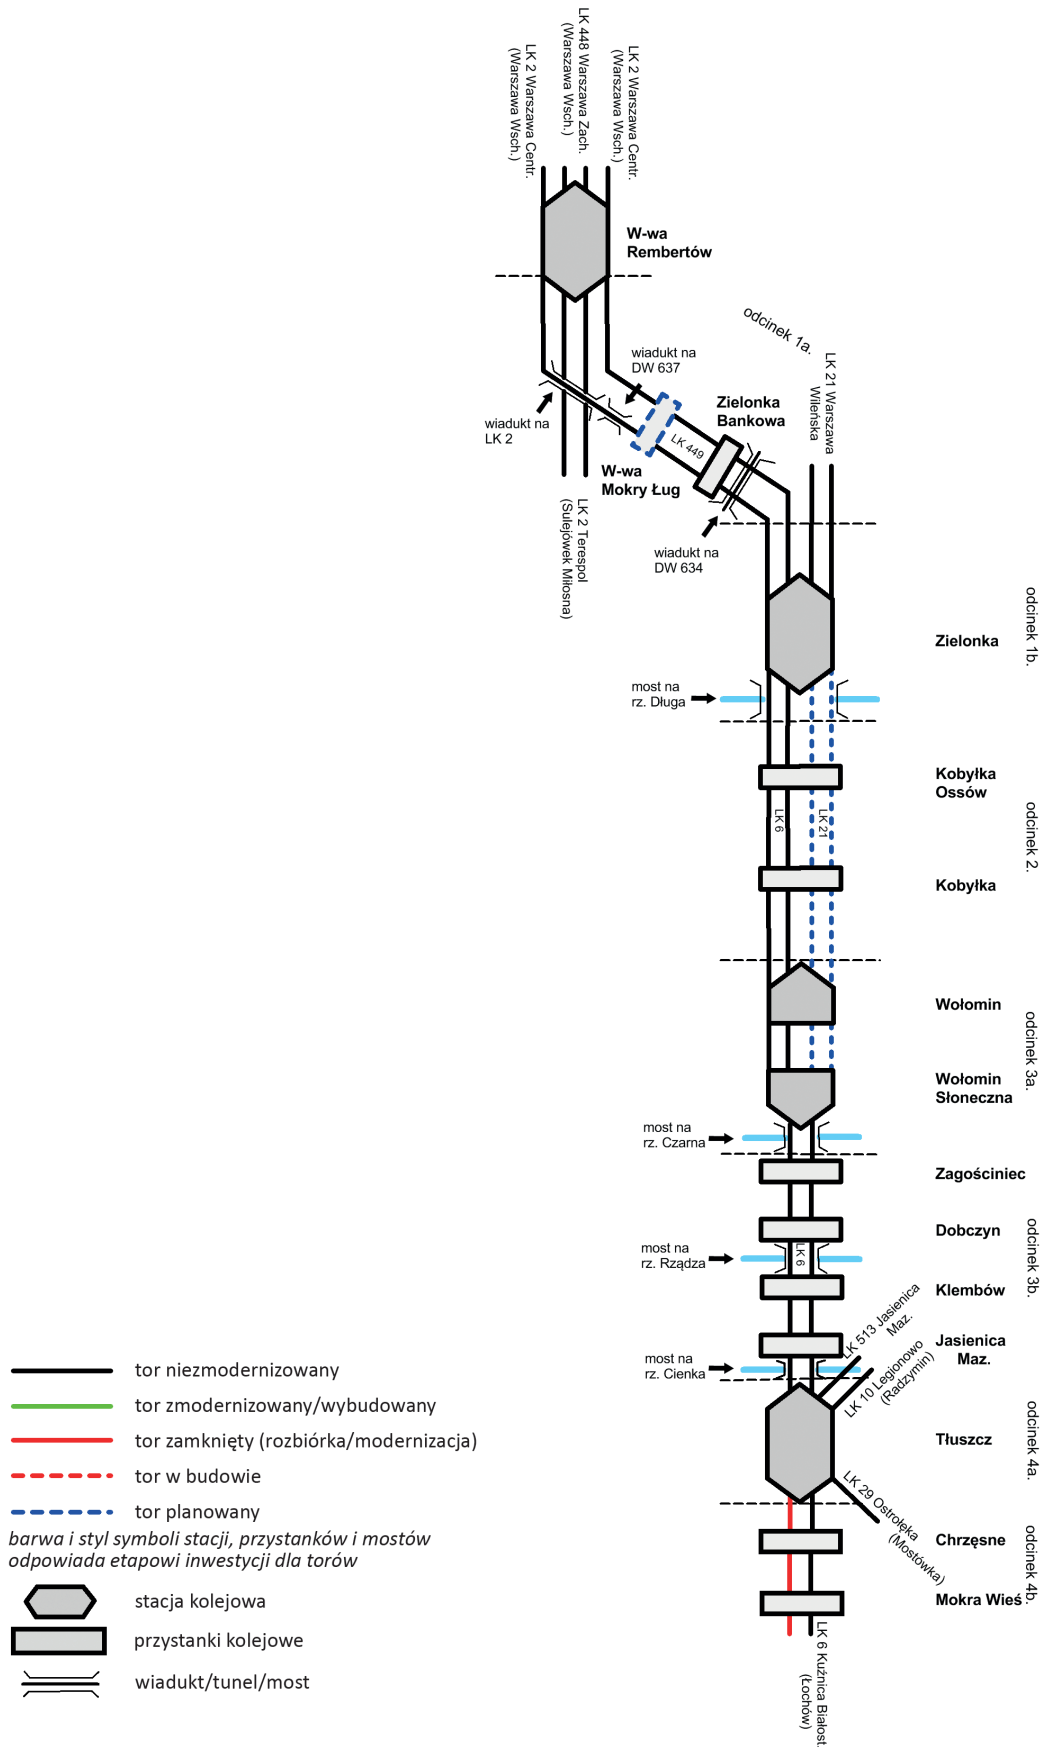 LK 2 Warszawa Centr.
(Warszawa Wsch.)
LK 448 Warszawa Zach.
(Warszawa Wsch.)
LK 2 Warszawa Centr.
(Warszawa Wsch.)
W-wa
Rembertów
odcinek 1a.
wiadukt na
DW 637
LK 21 Warszawa
Wileńska
Zielonka
Bankowa
wiadukt na
LK 2
LK 449
W-wa
Mokry Ług
LK 2 Terespol
(Sulejówek Miłosna)
wiadukt na
DW 634
odcinek 1b.
Zielonka
most na
rz. Długa
Kobyłka
Ossów
LK 6
LK 21
odcinek 2.
Kobyłka
Wołomin
odcinek 3a.
Wołomin
Słoneczna
most na
rz. Czarna
Zagościniec
Dobczyn
most na
rz. Rządza
LK 6
odcinek 3b.
Klembów
LK 513 Jasienica
Maz.
Jasienica
Maz.
most na
rz. Cienka
LK 10 Legionowo
(Radzymin)
Tłuszcz
odcinek 4a.
LK 29 Ostrołęka
(Mostówka)
Chrzęsne
odcinek 4b.
Mokra Wieś
LK 6 Kuźnica Białost.
(Łochów)
tor niezmodernizowany
tor zmodernizowany/wybudowany
tor zamknięty (rozbiórka/modernizacja)
tor w budowie
tor planowany
barwa i styl symboli stacji, przystanków i mostów
odpowiada etapowi inwestycji dla torów
stacja kolejowa
przystanki kolejowe
wiadukt/tunel/most